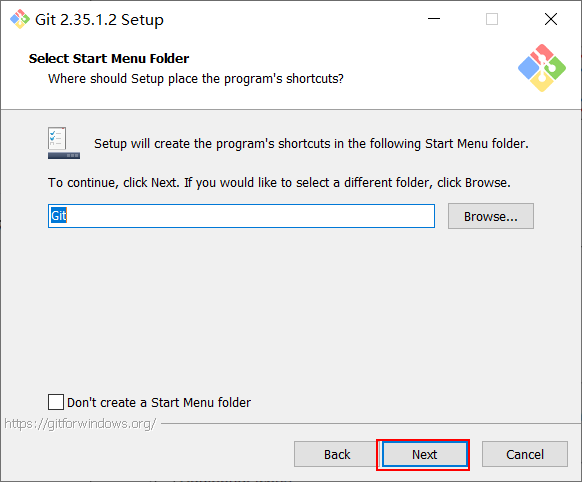 Git 2.35.1.2 Setup
Select Start Menu Folder
Where should Setup place the program's shortcuts?
Setup will create the program's shortcuts in the following Start Menu folder.
To continue, click Next. If you would like to select a different folder, click Browse.
Git
Browse...
Don't create a Start Menu folder
https://gitforwindows.org/
Back
Next
Cancel